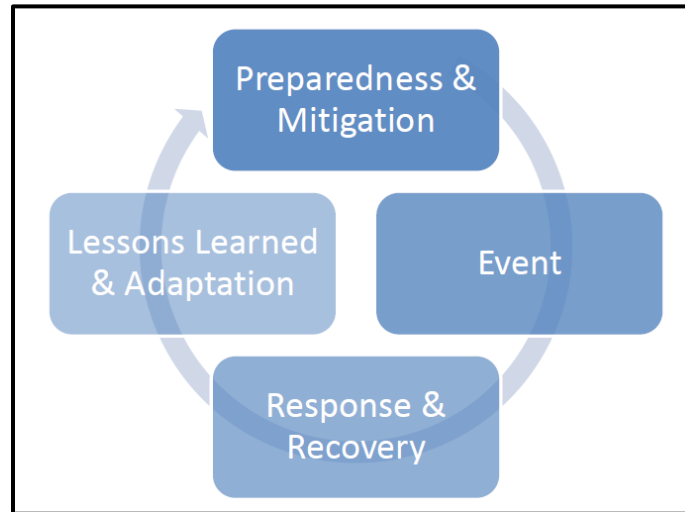 Preparedness &
Mitigation
Event
Response &
Recovery
Lessons Learned
& Adaptation